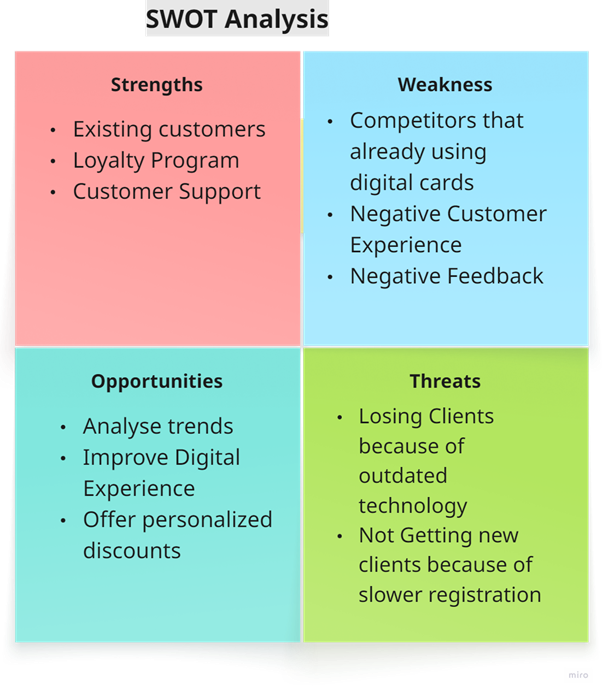 SWOT Analysis
Strengths
• Existing customers
• Loyalty Program
• Customer Support
Weakness
• Competitors that
already using
digital cards
• Negative Customer
Experience
• Negative Feedback
Opportunities
• Analyse trends
• Improve Digital
Experience
• Offer personalized
discounts
Threats
• Losing Clients
because of
outdated
technology
• Not Getting new
clients because of
slower registration
miro